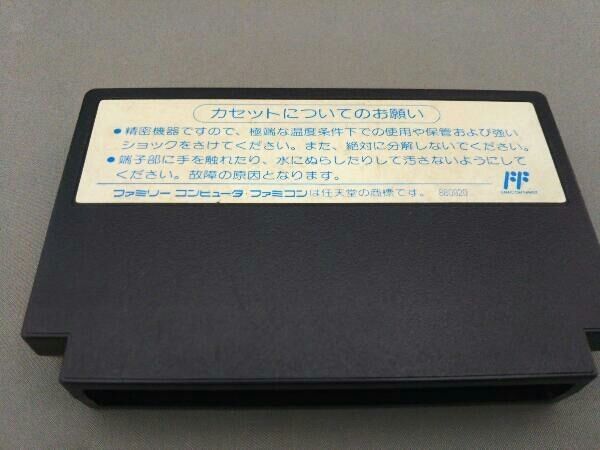 カセットについてのお願い
●精密機器ですので、極端な温度条件下での使用や保管および強い
ショックをさけてください。また、絶対に分解しないでください。
●端子部に手を触れたり、水にぬらしたりして汚さないようにして
ください。故障の原因となります。
ファミリー コンピュータ・ファミコンは任天堂の商標です。
FF